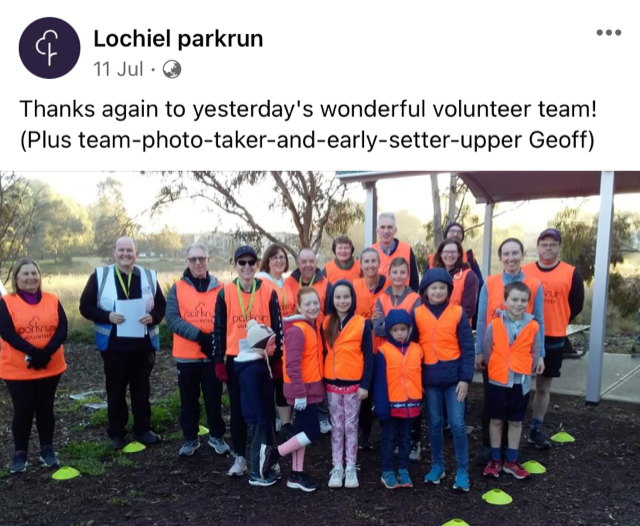 Lochiel parkrun
11 Jul ·
Thanks again to yesterday's wonderful volunteer team!
(Plus team-photo-taker-and-early-setter-upper Geoff)
parkrun
VOLUNTEER
parkrun
parkrun
parkrun